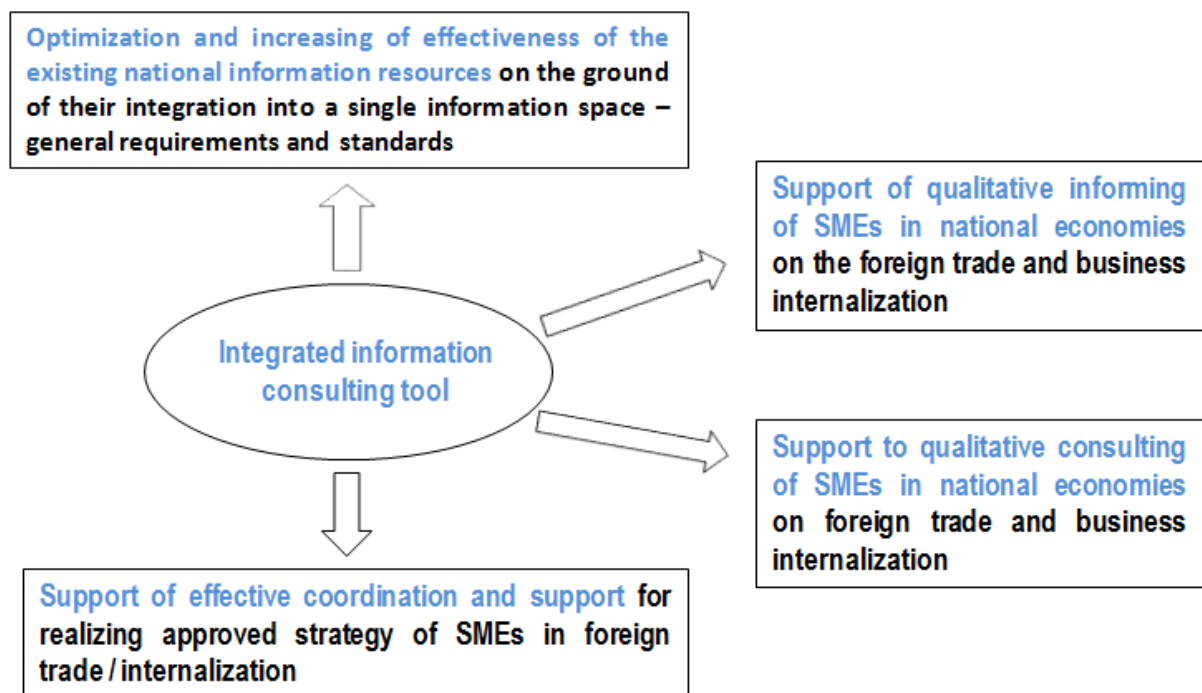 Optimization and increasing of effectiveness of the
existing national information resources on the ground
of their integration into a single information space –
general requirements and standards
Support of qualitative informing
of SMEs in national economies
on the foreign trade and business
internalization
Integrated information
consulting tool
Support to qualitative consulting
of SMEs in national economies
on foreign trade and business
internalization
Support of effective coordination and support for
realizing approved strategy of SMEs in foreign
trade / internalization